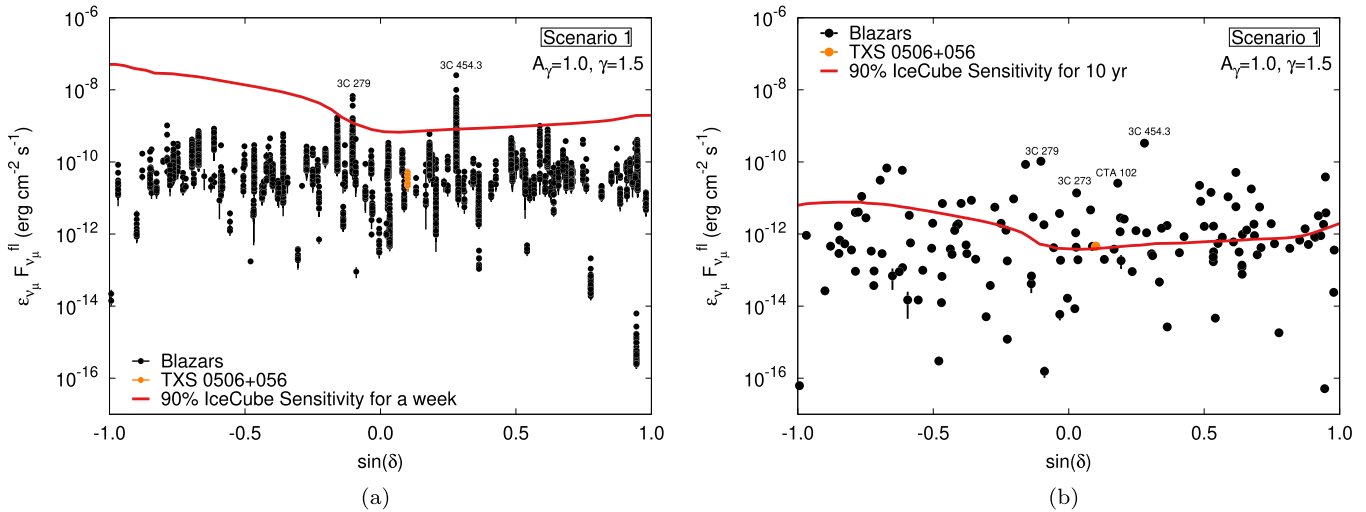 10^-6
10^-8
10^-10
10^-12
10^-14
10^-16
ε_νμ F_νμ^fl (erg cm^-2 s^-1)
Scenario 1
A_γ=1.0, γ=1.5
3C 279
3C 454.3
Blazars
TXS 0506+056
90% IceCube Sensitivity for a week
-1.0 -0.5 0.0 0.5 1.0
sin(δ)
(a)
10^-6
10^-8
10^-10
10^-12
10^-14
10^-16
ε_νμ F_νμ^fl (erg cm^-2 s^-1)
Blazars
TXS 0506+056
90% IceCube Sensitivity for 10 yr
Scenario 1
A_γ=1.0, γ=1.5
3C 454.3
3C 279
CTA 102
3C 273
-1.0 -0.5 0.0 0.5 1.0
sin(δ)
(b)